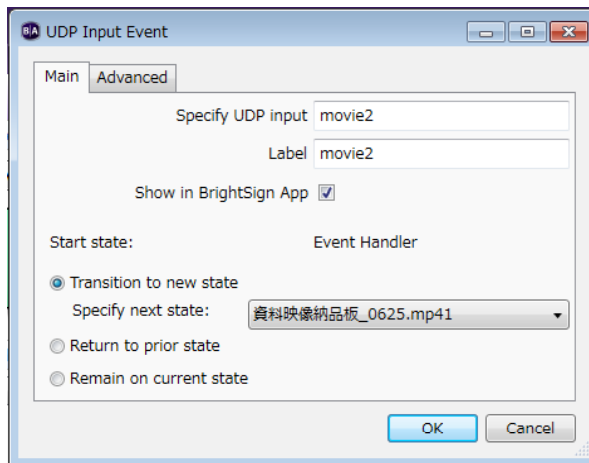 BA UDP Input Event
Main Advanced
Specify UDP input movie2
Label movie2
Show in BrightSign App
Start state: Event Handler
Transition to new state
Specify next state: 資料映像納品板_0625.mp41
Return to prior state
Remain on current state
OK Cancel